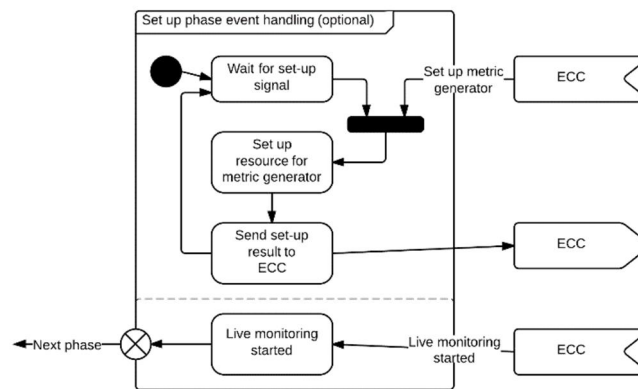 Set up phase event handling (optional)
Wait for set-up
signal
Set up metric
generator
ECC
Set up
resource for
metric generator
Send set-up
result to
ECC
ECC
Next phase
Live monitoring
started
Live monitoring
started
ECC